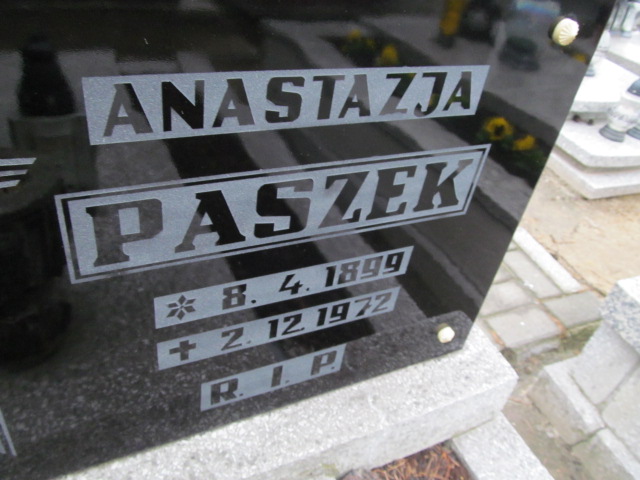 ANASTAZJA
PASZEK
* 8. 4. 1899
+ 2. 12. 1972
R. I. P.